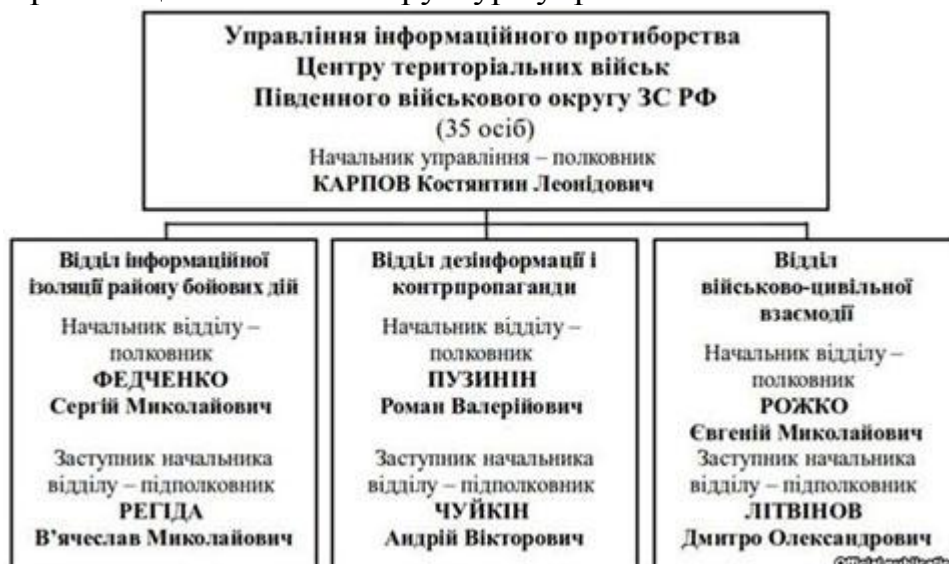 Управління інформаційного протиборства
Центру територіальних військ
Південного військового округу ЗС РФ
(35 осіб)
Начальник управління – полковник
КАРПОВ Костянтин Леонідович
Відділ інформаційної
ізоляції району бойових дій
Начальник відділу –
полковник
ФЕДЧЕНКО
Сергій Миколайович
Заступник начальника
відділу – підполковник
РЕГІДА
В'ячеслав Миколайович
Відділ дезінформації і
контрпропаганди
Начальник відділу –
полковник
ПУЗИНІН
Роман Валерійович
Заступник начальника
відділу – підполковник
ЧУЙКІН
Андрій Вікторович
Відділ
військово-цивільної
взаємодії
Начальник відділу –
полковник
РОЖКО
Євгеній Миколайович
Заступник начальника
відділу – підполковник
ЛІТВІНОВ
Дмитро Олександрович